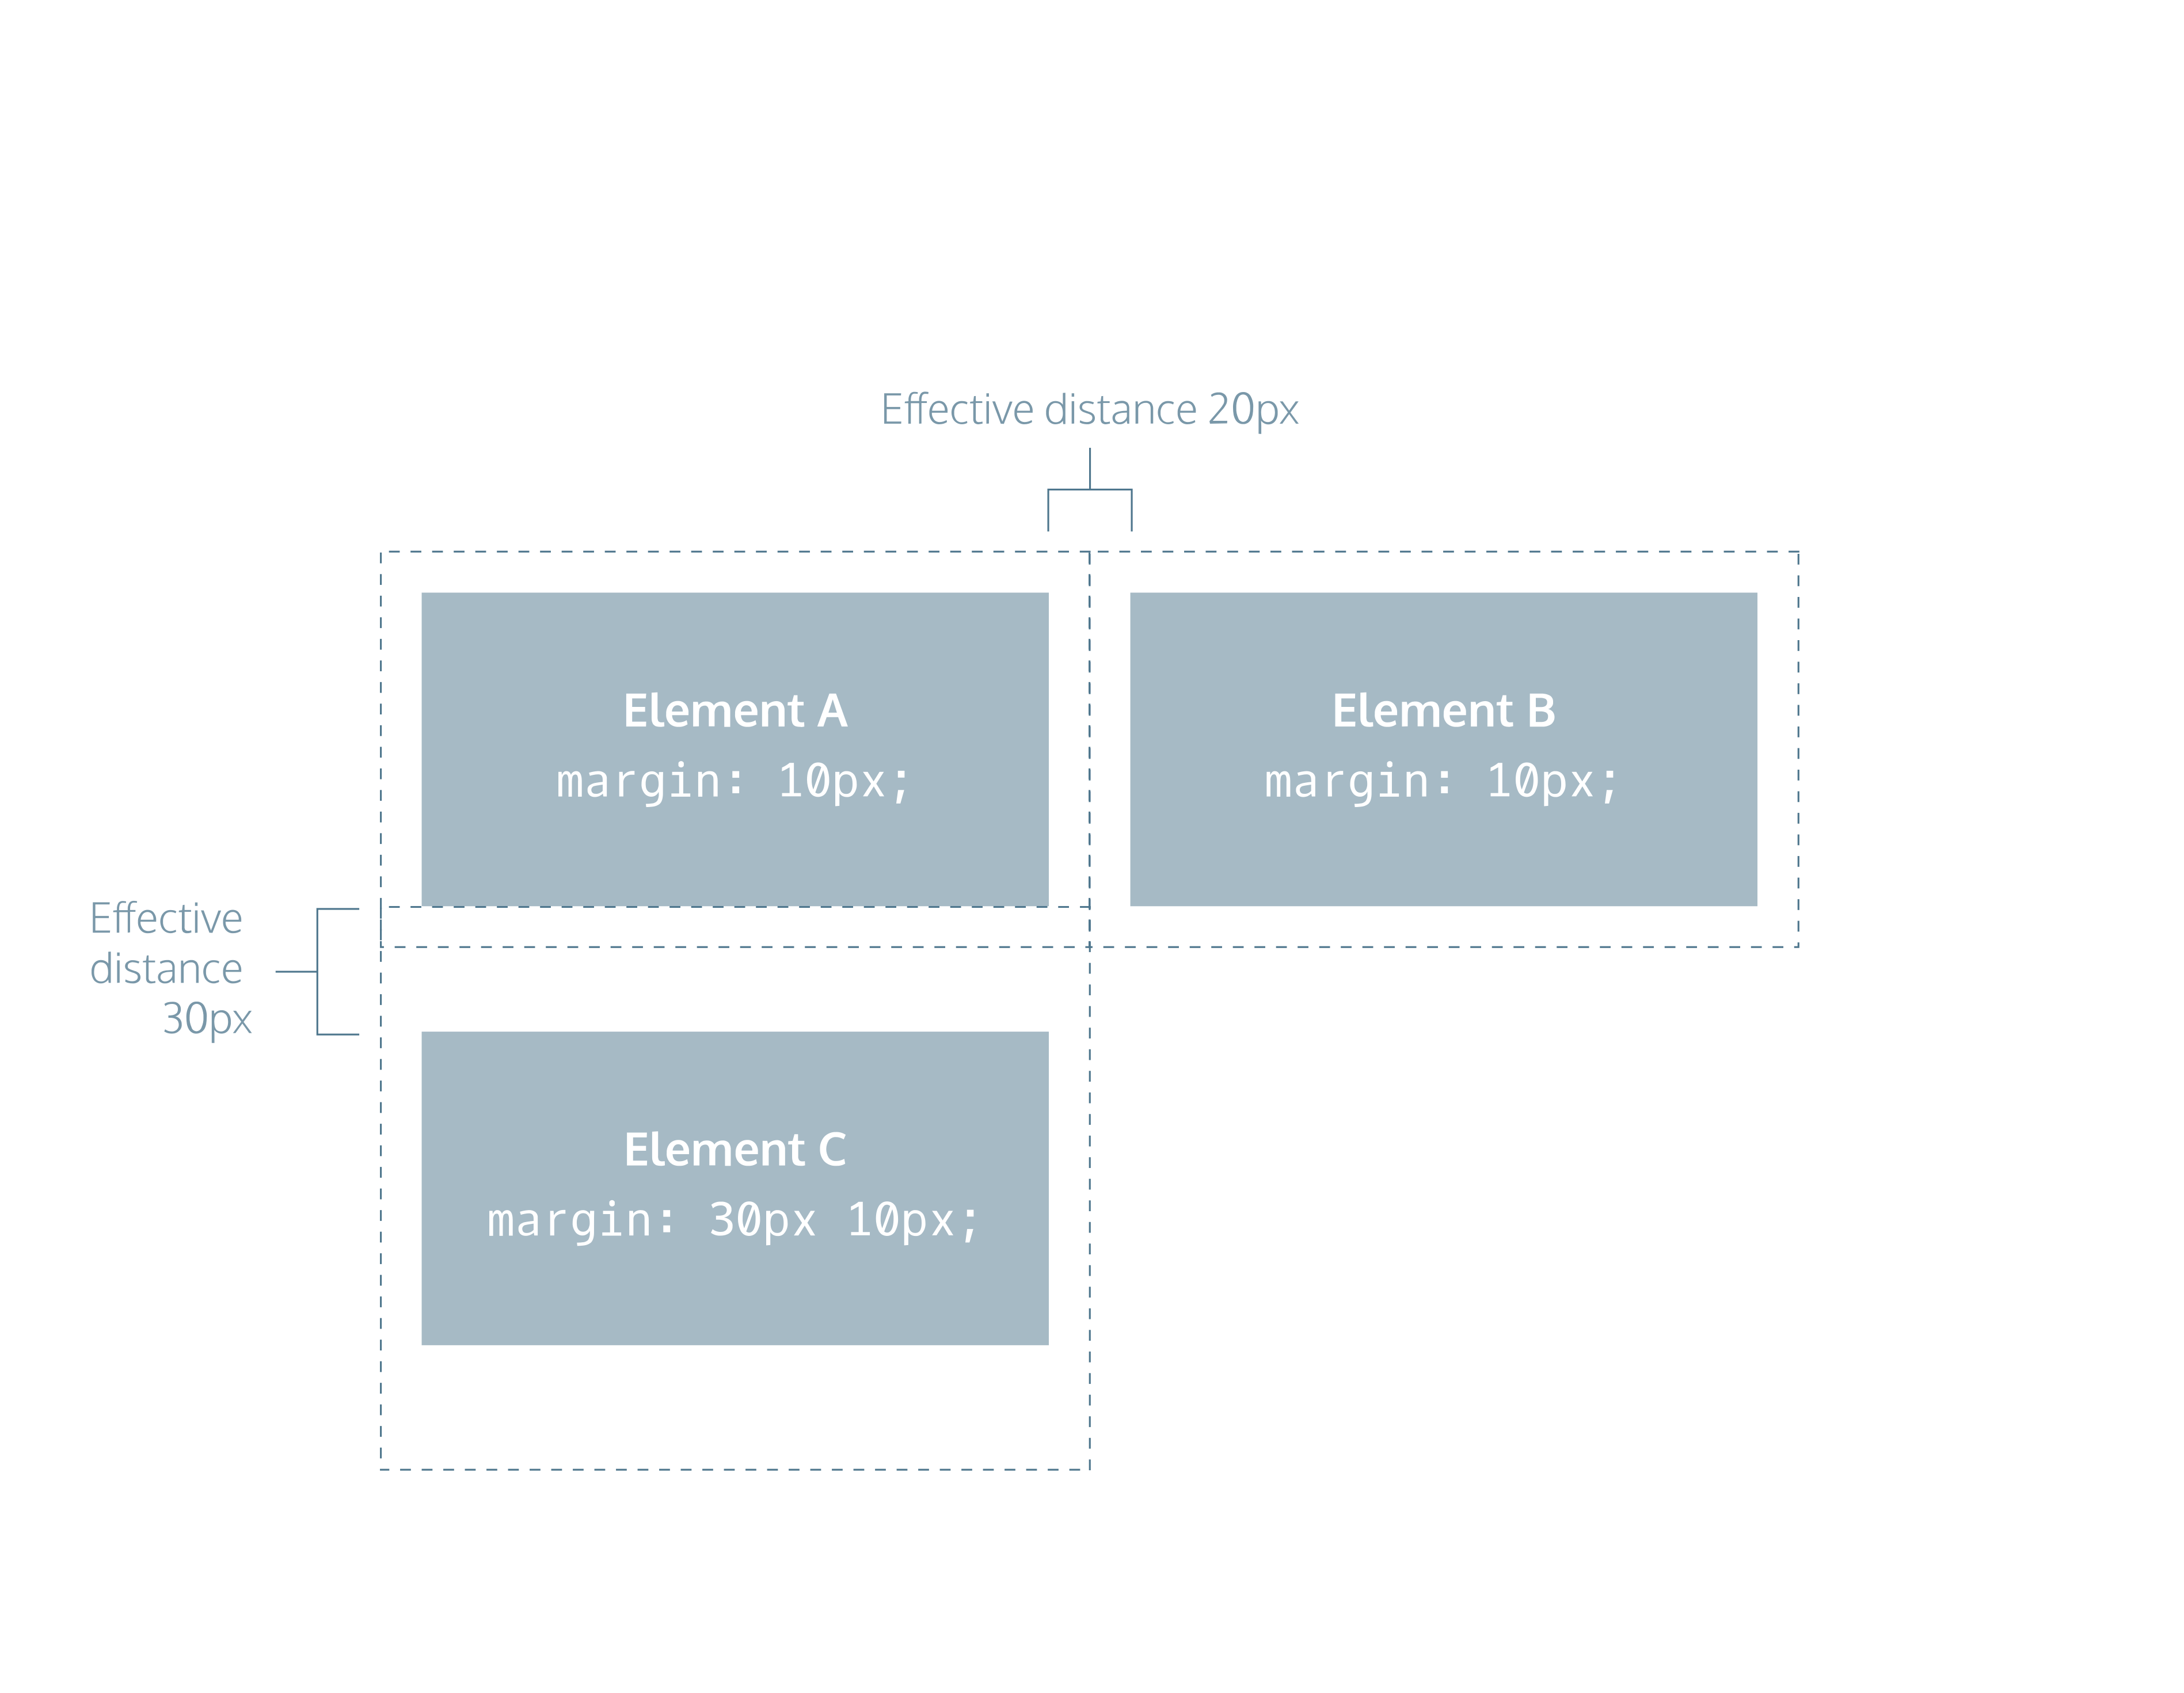 Effective distance 20px
Element A
margin: 10px;
Element B
margin: 10px;
Effective
distance
30px
Element C
margin: 30px 10px;